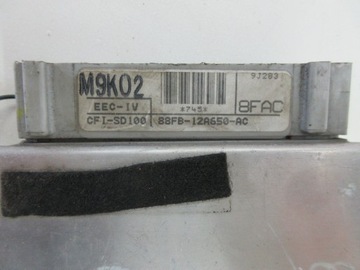 M9K02
9J283
EEC-IV
*745*
8FAC
CFI-SD100
88FB-12A650-AC